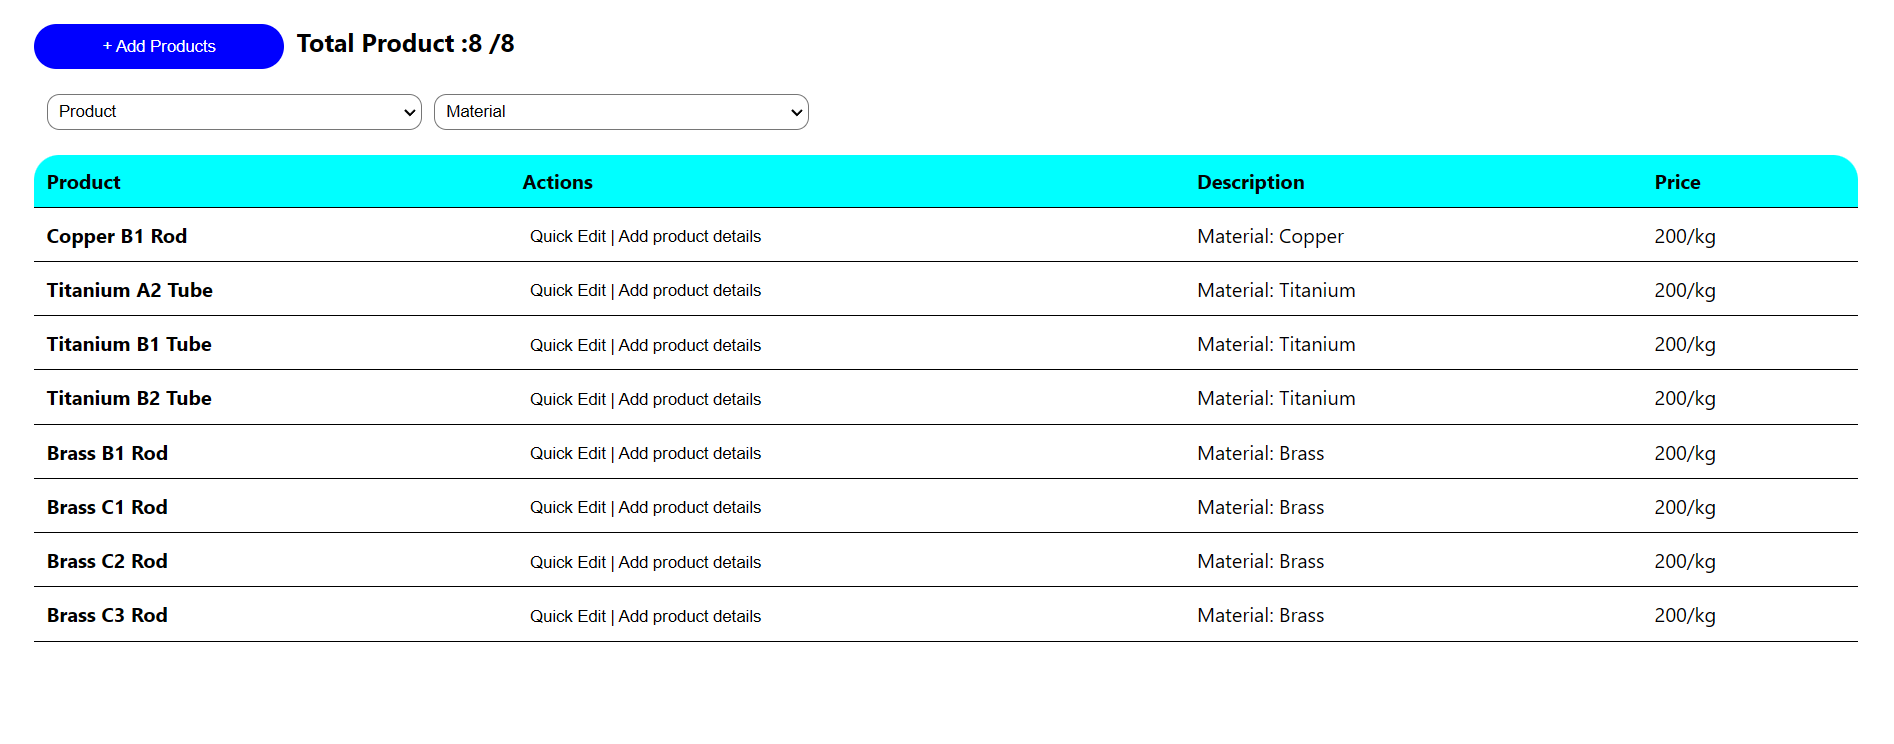 + Add Products Total Product :8 /8
Product Material
Product Actions Description Price
Copper B1 Rod Quick Edit | Add product details Material: Copper 200/kg
Titanium A2 Tube Quick Edit | Add product details Material: Titanium 200/kg
Titanium B1 Tube Quick Edit | Add product details Material: Titanium 200/kg
Titanium B2 Tube Quick Edit | Add product details Material: Titanium 200/kg
Brass B1 Rod Quick Edit | Add product details Material: Brass 200/kg
Brass C1 Rod Quick Edit | Add product details Material: Brass 200/kg
Brass C2 Rod Quick Edit | Add product details Material: Brass 200/kg
Brass C3 Rod Quick Edit | Add product details Material: Brass 200/kg